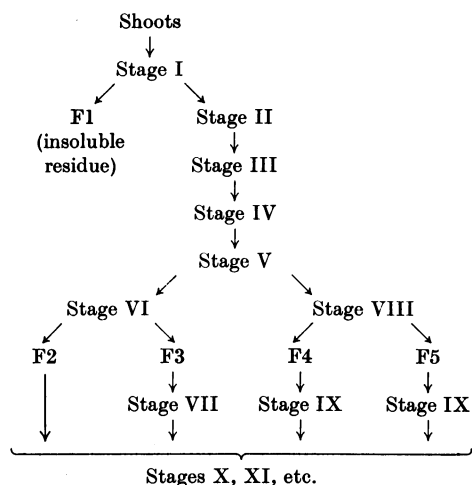 Shoots
Stage I
F1 Stage II
(insoluble
residue) Stage III
Stage IV
Stage V
Stage VI Stage VIII
F2 F3 F4 F5
Stage VII Stage IX Stage IX
Stages X, XI, etc.